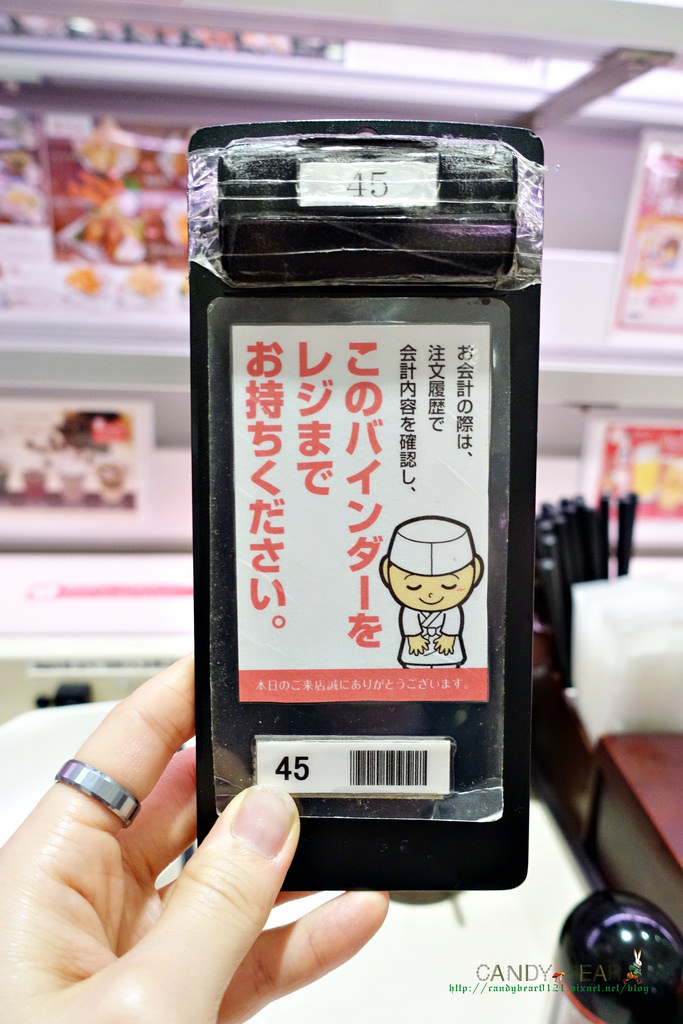 45
お会計の際は、
注文履歴で
会計内容を確認し、
このバインダーを
レジまで
お持ちください。
本日のご来店誠にありがとうございます。
45
CANDY BEAR
http://candybear0121.pixnet.net/blog